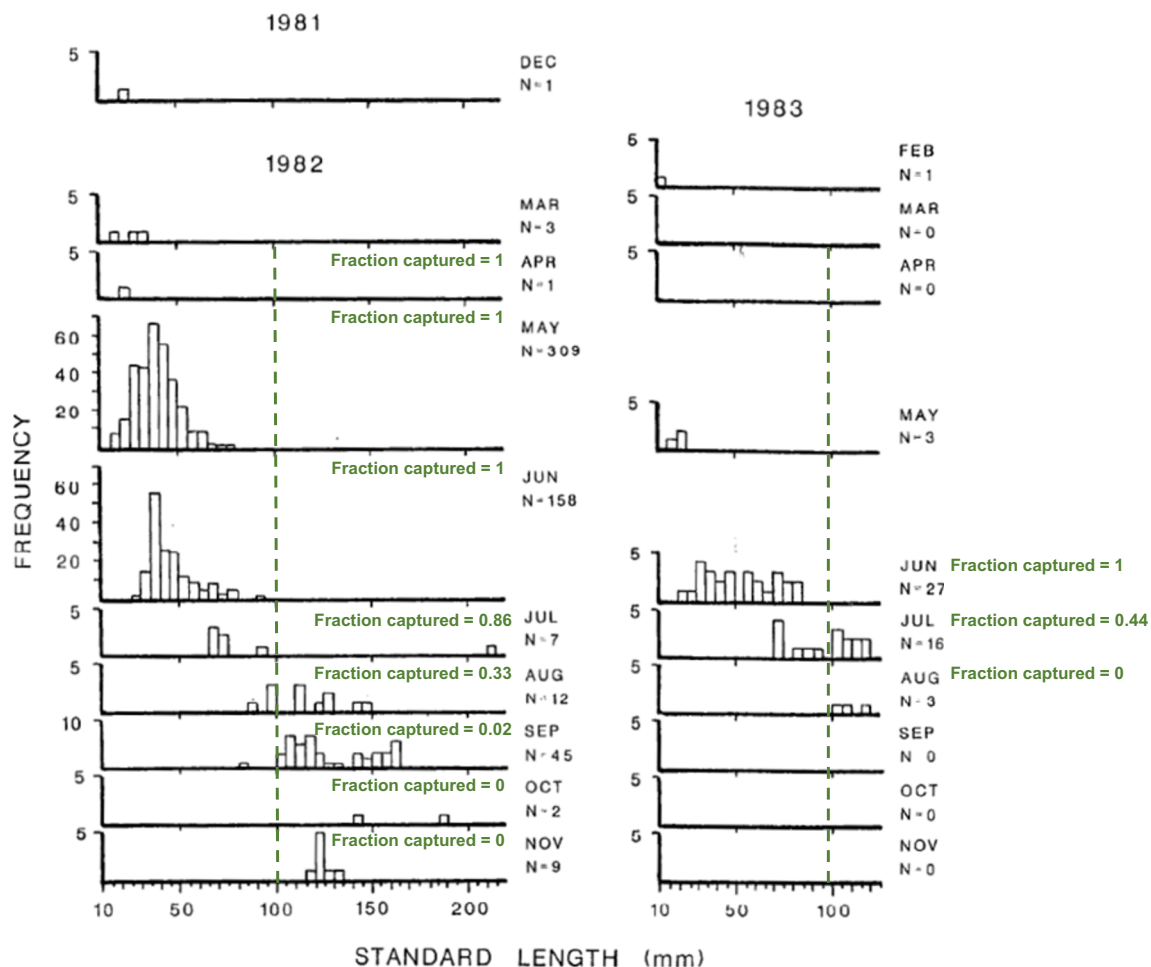 1981
5
DEC
N=1
1982
5
MAR
N=3
5
Fraction captured = 1
APR
N=1
Fraction captured = 1
MAY
N=309
60
40
20
Fraction captured = 1
JUN
N=158
60
40
20
5
Fraction captured = 0.86
JUL
N=7
5
Fraction captured = 0.33
AUG
N=12
10
Fraction captured = 0.02
SEP
N=45
5
Fraction captured = 0
OCT
N=2
5
Fraction captured = 0
NOV
N=9
10 50 100 150 200
FREQUENCY
1983
5
FEB
N=1
5
MAR
N=0
5
APR
N=0
5
MAY
N=3
5
JUN
N=27
Fraction captured = 1
5
JUL
N=16
Fraction captured = 0.44
5
AUG
N=3
Fraction captured = 0
5
SEP
N 0
5
OCT
N=0
5
NOV
N=0
10 50 100
STANDARD LENGTH (mm)